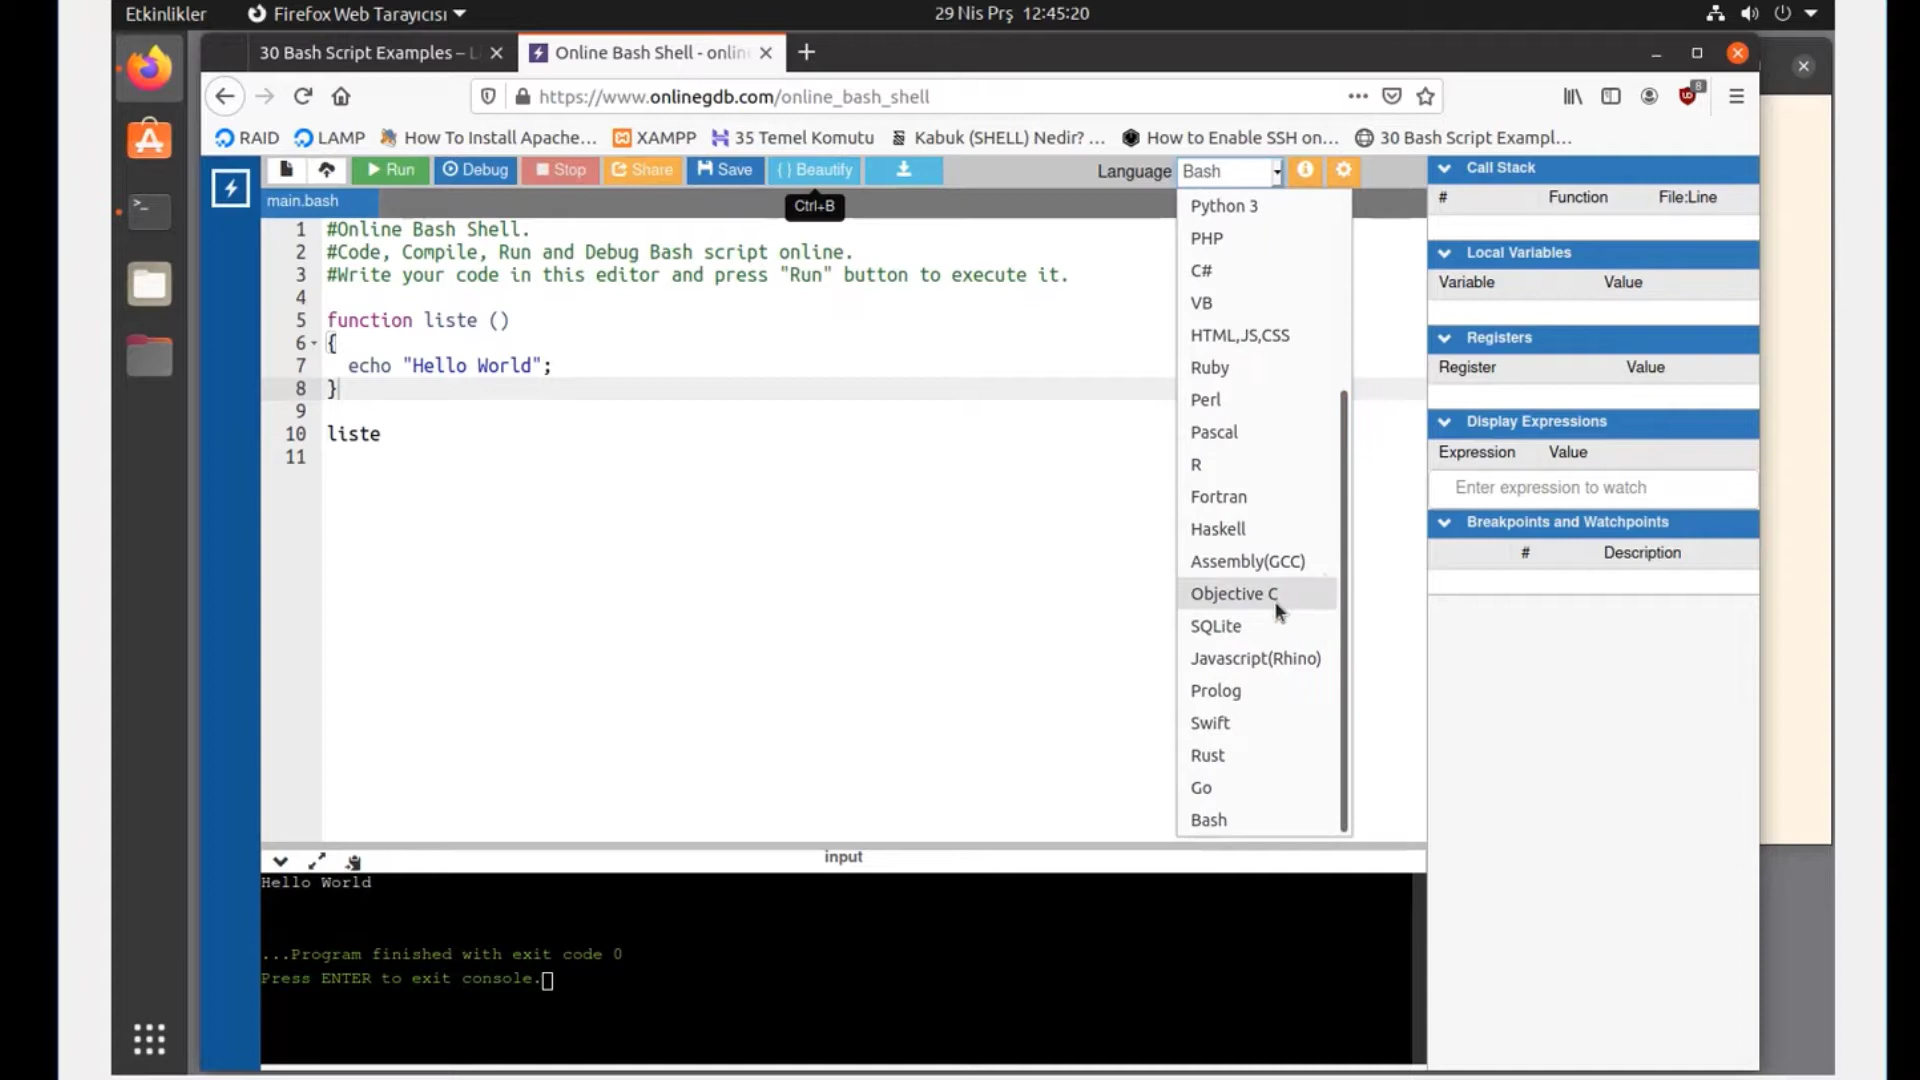 Etkinlikler
Firefox Web Tarayıcısı
29 Nis Prş 12:45:20
30 Bash Script Examples – L
Online Bash Shell - online
https://www.onlinegdb.com/online_bash_shell
8
RAID
LAMP
How To Install Apache...
XAMPP
35 Temel Komutu
Kabuk (SHELL) Nedir? ...
How to Enable SSH on...
30 Bash Script Exampl...
Run
Debug
Stop
Share
Save
{ } Beautify
Language
Bash
Ctrl+B
main.bash
1 #Online Bash Shell.
2 #Code, Compile, Run and Debug Bash script online.
3 #Write your code in this editor and press "Run" button to execute it.
4
5 function liste ()
6 {
7 echo "Hello World";
8 }
9
10 liste
11
Python 3
PHP
C#
VB
HTML,JS,CSS
Ruby
Perl
Pascal
R
Fortran
Haskell
Assembly(GCC)
Objective C
SQLite
Javascript(Rhino)
Prolog
Swift
Rust
Go
Bash
Call Stack
# Function File:Line
Local Variables
Variable Value
Registers
Register Value
Display Expressions
Expression Value
Enter expression to watch
Breakpoints and Watchpoints
# Description
input
Hello World
...Program finished with exit code 0
Press ENTER to exit console.